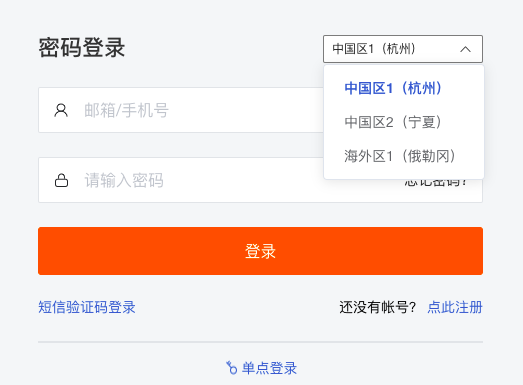 密码登录
中国区1（杭州）
中国区1（杭州）
中国区2（宁夏）
海外区1（俄勒冈）
邮箱/手机号
请输入密码
忘记密码?
登录
短信验证码登录
还没有帐号? 点此注册
单点登录